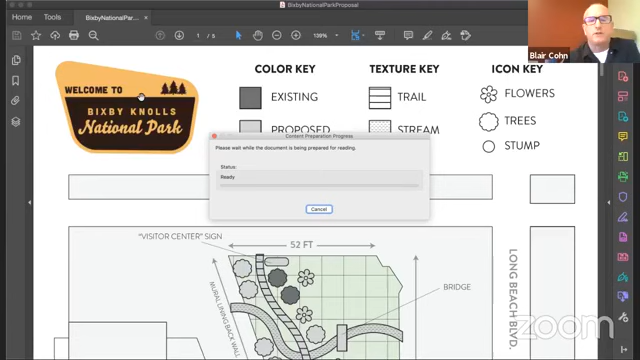 BixbyNationalParkProposal
Home
Tools
BixbyNationalPar... ×
1 / 5
139%
Blair Cohn
WELCOME TO
BIXBY KNOLLS
National Park
COLOR KEY
EXISTING
PROPOSED
TEXTURE KEY
TRAIL
STREAM
ICON KEY
FLOWERS
TREES
STUMP
Content Preparation Progress
Please wait while the document is being prepared for reading.
Status:
Ready
Cancel
"VISITOR CENTER" SIGN
52 FT
MURAL LINING BACK WALL
BRIDGE
LONG BEACH BLVD.
zoom